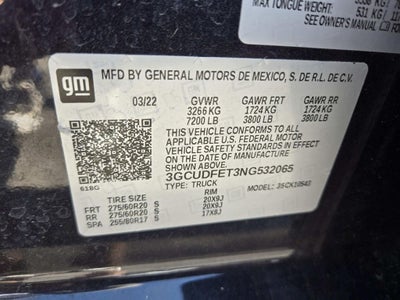 531 KG / 11
MAX TONGUE WEIGHT
SEE OWNER'S MANUAL
gm
MFD BY GENERAL MOTORS DE MEXICO, S. DE R.L. DE C.V.
03/22 GVWR GAWR FRT GAWR RR
3266 KG 1724 KG 1724 KG
7200 LB 3800 LB 3800 LB
THIS VEHICLE CONFORMS TO ALL
APPLICABLE U.S. FEDERAL MOTOR
VEHICLE SAFETY STANDARDS IN
EFFECT ON THE DATE OF
MANUFACTURE SHOWN ABOVE.
3GCUDFET3NG532065
TYPE: TRUCK MODEL:
TIRE SIZE RIM
FRT 275/60R20 S 20X9J
RR 275/60R20 S 20X9J
SPA 255/80R17 S 17X8J